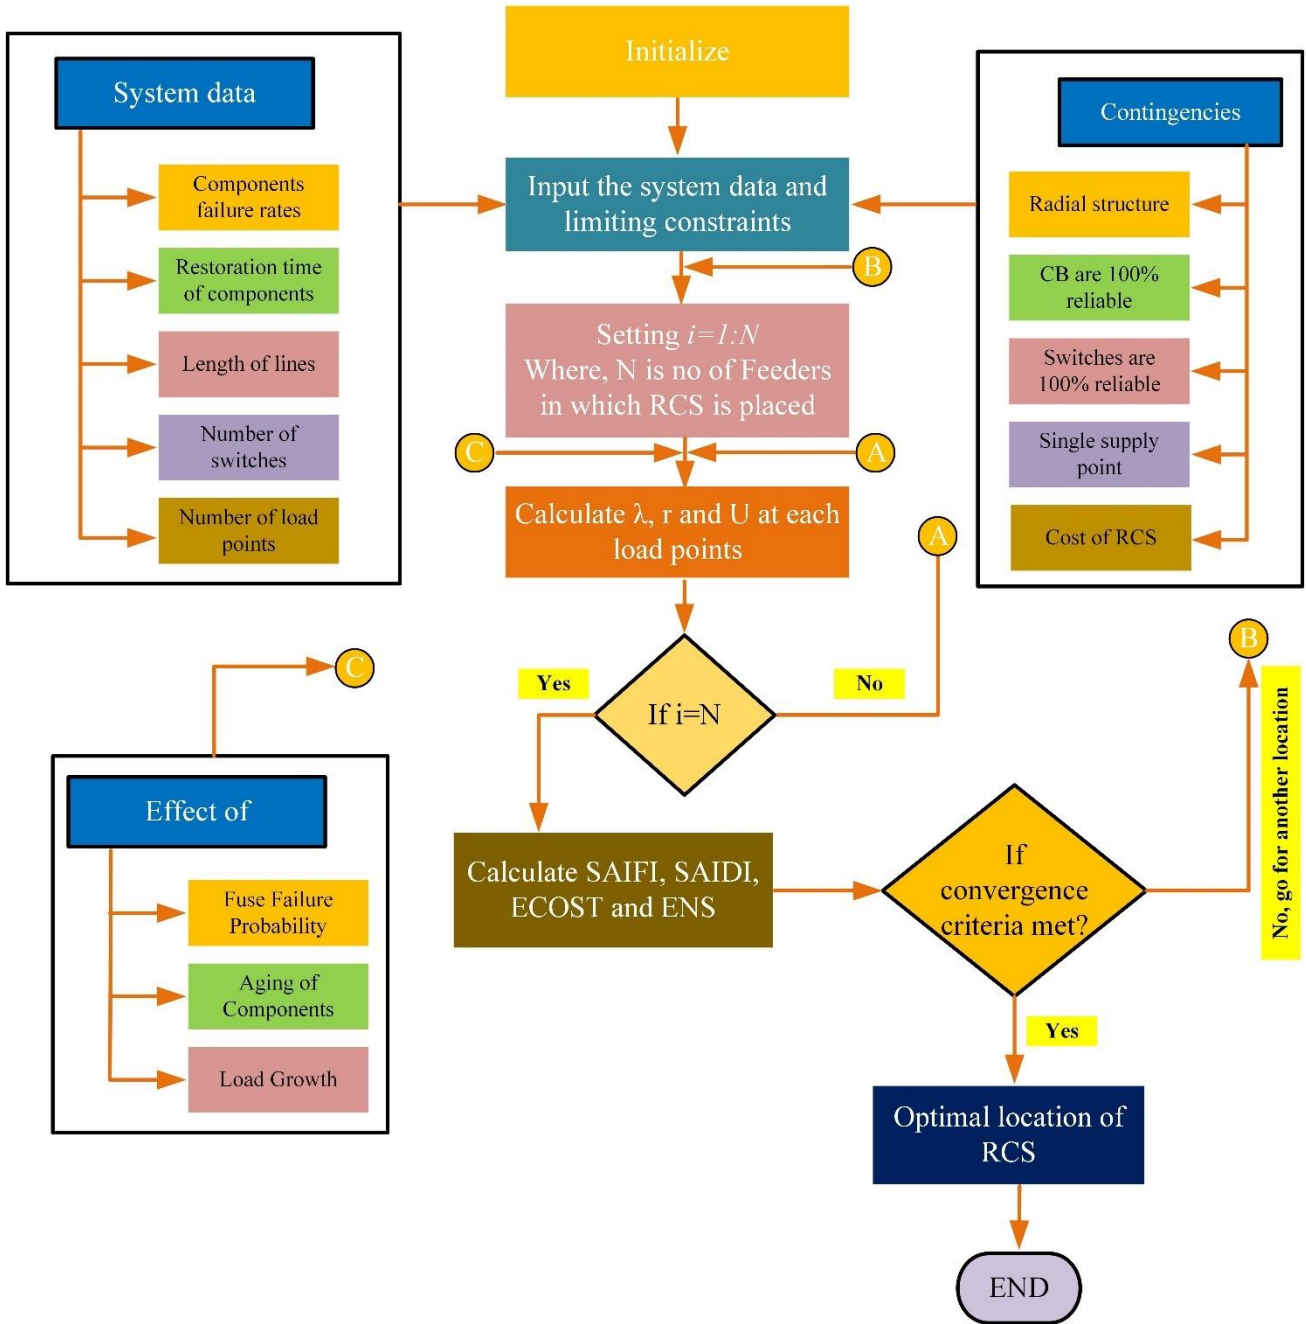 Initialize
System data
Components
failure rates
Restoration time
of components
Length of lines
Number of
switches
Number of load
points
Input the system data and
limiting constraints
Contingencies
Radial structure
CB are 100%
reliable
Switches are
100% reliable
Single supply
point
Cost of RCS
B
Setting i=1:N
Where, N is no of Feeders
in which RCS is placed
C
A
Calculate λ, r and U at each
load points
A
If i=N
Yes
No
C
Effect of
Fuse Failure
Probability
Aging of
Components
Load Growth
Calculate SAIFI, SAIDI,
ECOST and ENS
If
convergence
criteria met?
B
No, go for another location
Yes
Optimal location of
RCS
END